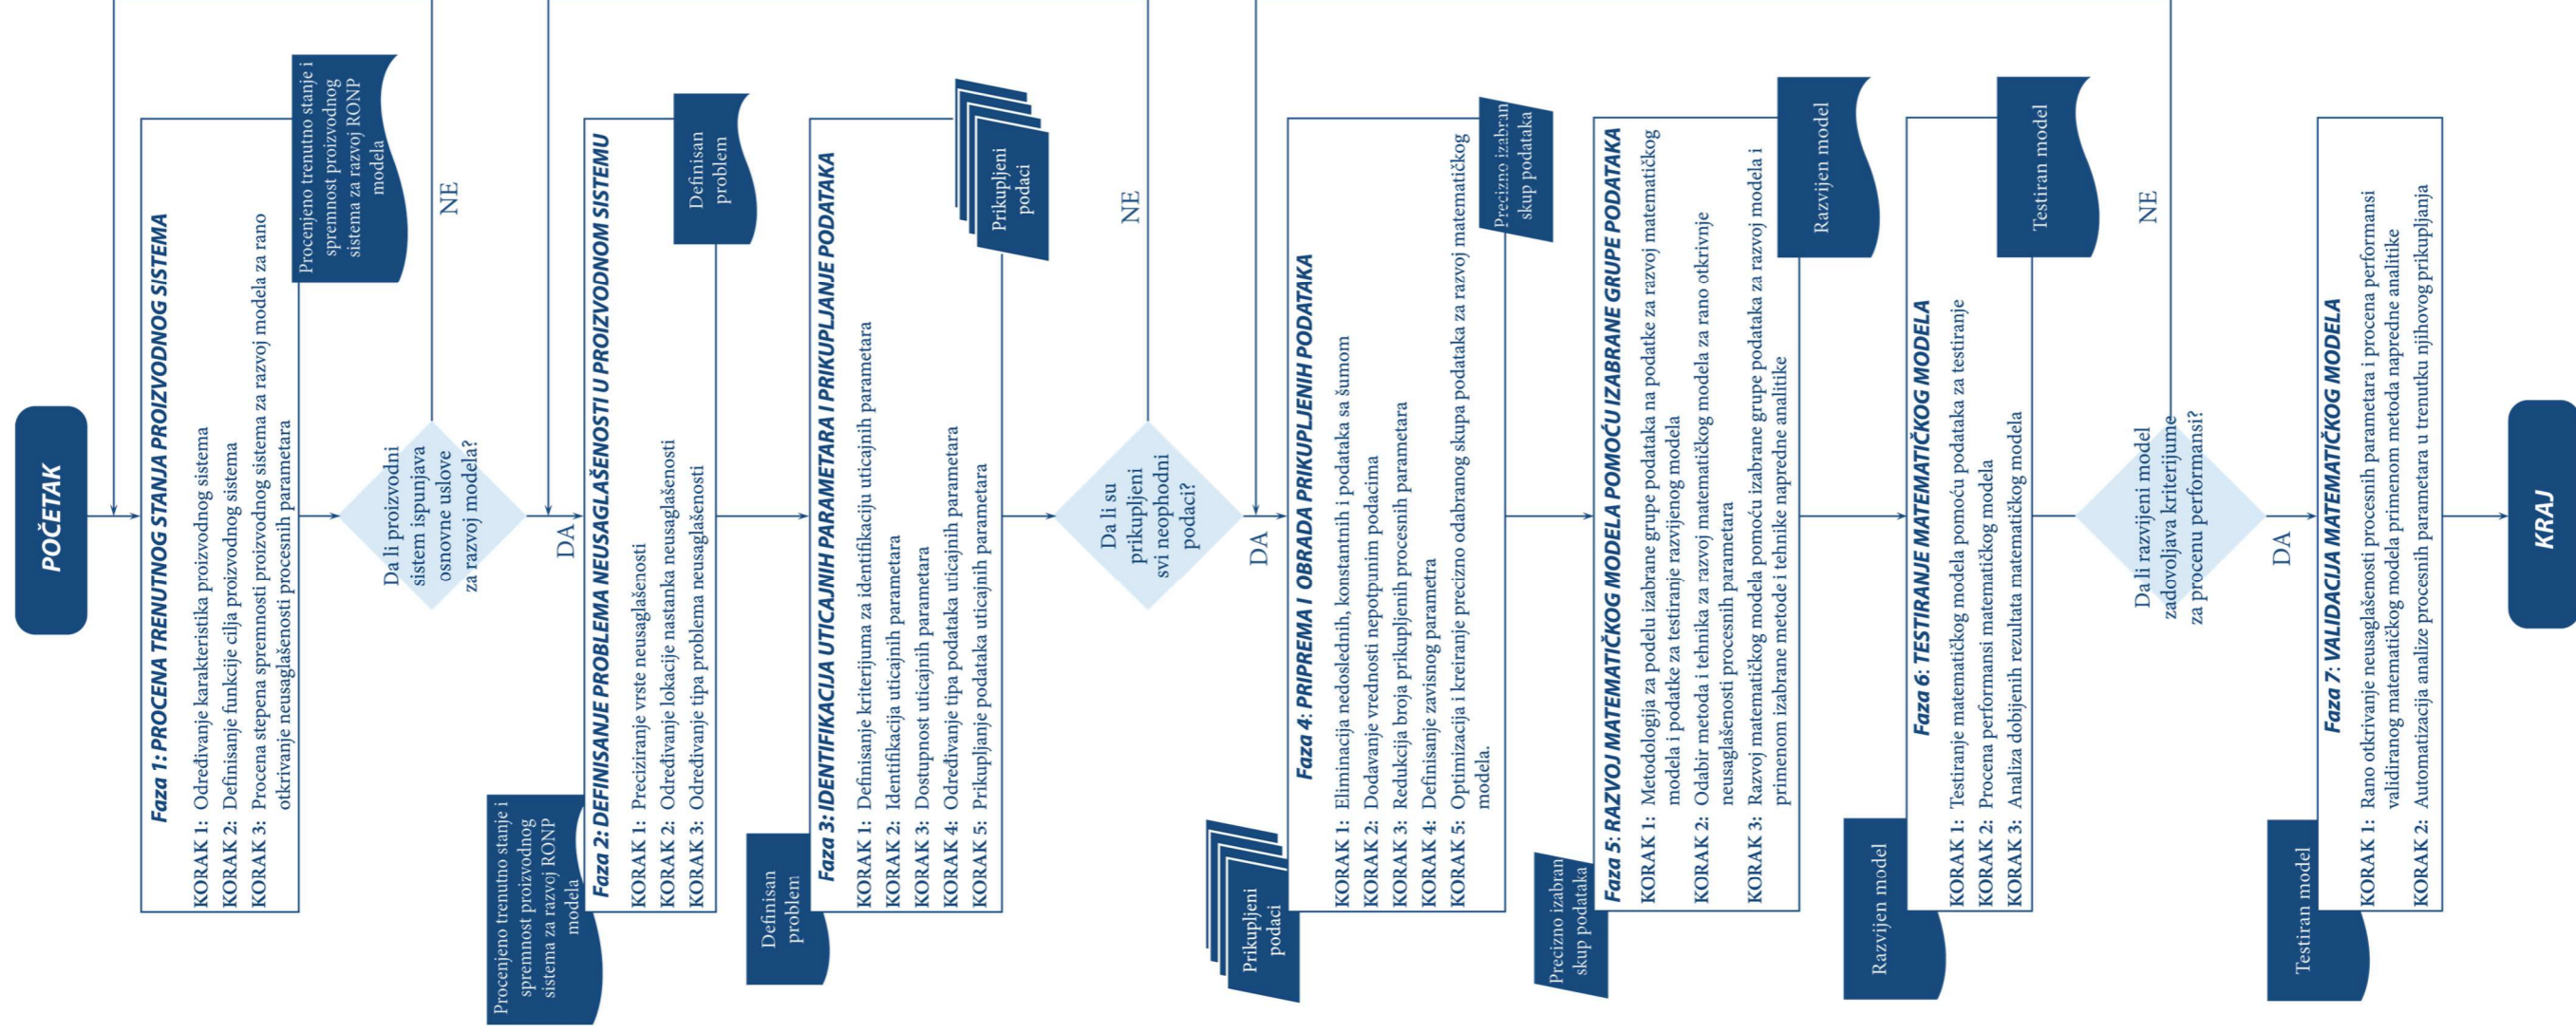 POČETAK
Faza 1: PROCENA TRENUTNOG STANJA PROIZVODNOG SISTEMA
KORAK 1: Određivanje karakteristika proizvodnog sistema
KORAK 2: Definisanje funkcije cilja proizvodnog sistema
KORAK 3: Procena stepena spremnosti proizvodnog sistema za razvoj modela za rano
otkrivanje neusaglašenosti procesnih parametara
Procenjeno trenutno stanje i
spremnost proizvodnog
sistema za razvoj RONP
modela
Da li proizvodni
sistem ispunjava
osnovne uslove
za razvoj modela?
NE
DA
Procenjeno trenutno stanje i
spremnost proizvodnog
sistema za razvoj RONP
modela
Faza 2: DEFINISANJE PROBLEMA NEUSAGLAŠENOSTI U PROIZVODNOM SISTEMU
KORAK 1: Preciziranje vrste neusaglašenosti
KORAK 2: Određivanje lokacije nastanka neusaglašenosti
KORAK 3: Određivanje tipa problema neusaglašenosti
Definisan
problem
Definisan
problem
Faza 3: IDENTIFIKACIJA UTICAJNIH PARAMETARA I PRIKUPLJANJE PODATAKA
KORAK 1: Definisanje kriterijuma za identifikaciju uticajnih parametara
KORAK 2: Identifikacija uticajnih parametara
KORAK 3: Dostupnost uticajnih parametara
KORAK 4: Određivanje tipa podataka uticajnih parametara
KORAK 5: Prikupljanje podataka uticajnih parametara
Prikupljeni
podaci
Da li su
prikupljeni
svi neophodni
podaci?
NE
DA
Prikupljeni
podaci
Faza 4: PRIPREMA I OBRADA PRIKUPLJENIH PODATAKA
KORAK 1: Eliminacija nedoslednih, konstantnih i podataka sa šumom
KORAK 2: Dodavanje vrednosti nepotpunim podacima
KORAK 3: Redukcija broja prikupljenih procesnih parametara
KORAK 4: Definisanje zavisnog parametra
KORAK 5: Optimizacija i kreiranje precizno odabranog skupa podataka za razvoj matematičkog
modela.
Precizno izabran
skup podataka
Precizno izabran
skup podataka
Faza 5: RAZVOJ MATEMATIČKOG MODELA POMOĆU IZABRANE GRUPE PODATAKA
KORAK 1: Metodologija za podelu izabrane grupe podataka na podatke za razvoj matematičkog
modela i podatke za testiranje razvijenog modela
KORAK 2: Odabir metoda i tehnika za razvoj matematičkog modela za rano otkrivnje
neusaglašenosti procesnih parametara
KORAK 3: Razvoj matematičkog modela pomoću izabrane grupe podataka za razvoj modela i
primenom izabrane metode i tehnike napredne analitike
Razvijen model
Razvijen model
Faza 6: TESTIRANJE MATEMATIČKOG MODELA
KORAK 1: Testiranje matematičkog modela pomoću podataka za testiranje
KORAK 2: Procena performansi matematičkog modela
KORAK 3: Analiza dobijenih rezultata matematičkog modela
Testiran model
Da li razvijeni model
zadovoljava kriterijume
za procenu performansi?
NE
DA
Testiran model
Faza 7: VALIDACIJA MATEMATIČKOG MODELA
KORAK 1: Rano otkrivanje neusaglašenosti procesnih parametara i procena performansi
validiranog matematičkog modela primenom metoda napredne analitike
KORAK 2: Automatizacija analize procesnih parametara u trenutku njihovog prikupljanja
KRAJ